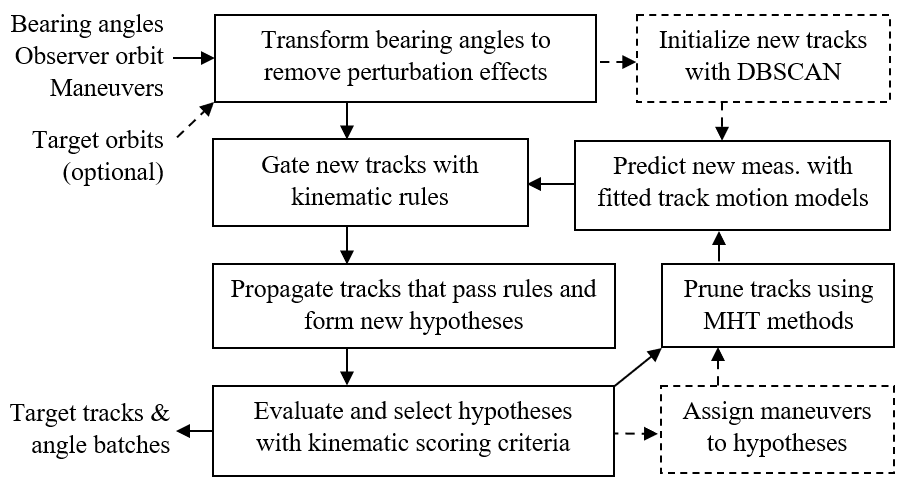 Bearing angles
Observer orbit
Maneuvers
Target orbits
(optional)
Transform bearing angles to
remove perturbation effects
Initialize new tracks
with DBSCAN
Gate new tracks with
kinematic rules
Predict new meas. with
fitted track motion models
Propagate tracks that pass rules and
form new hypotheses
Prune tracks using
MHT methods
Target tracks &
angle batches
Evaluate and select hypotheses
with kinematic scoring criteria
Assign maneuvers
to hypotheses